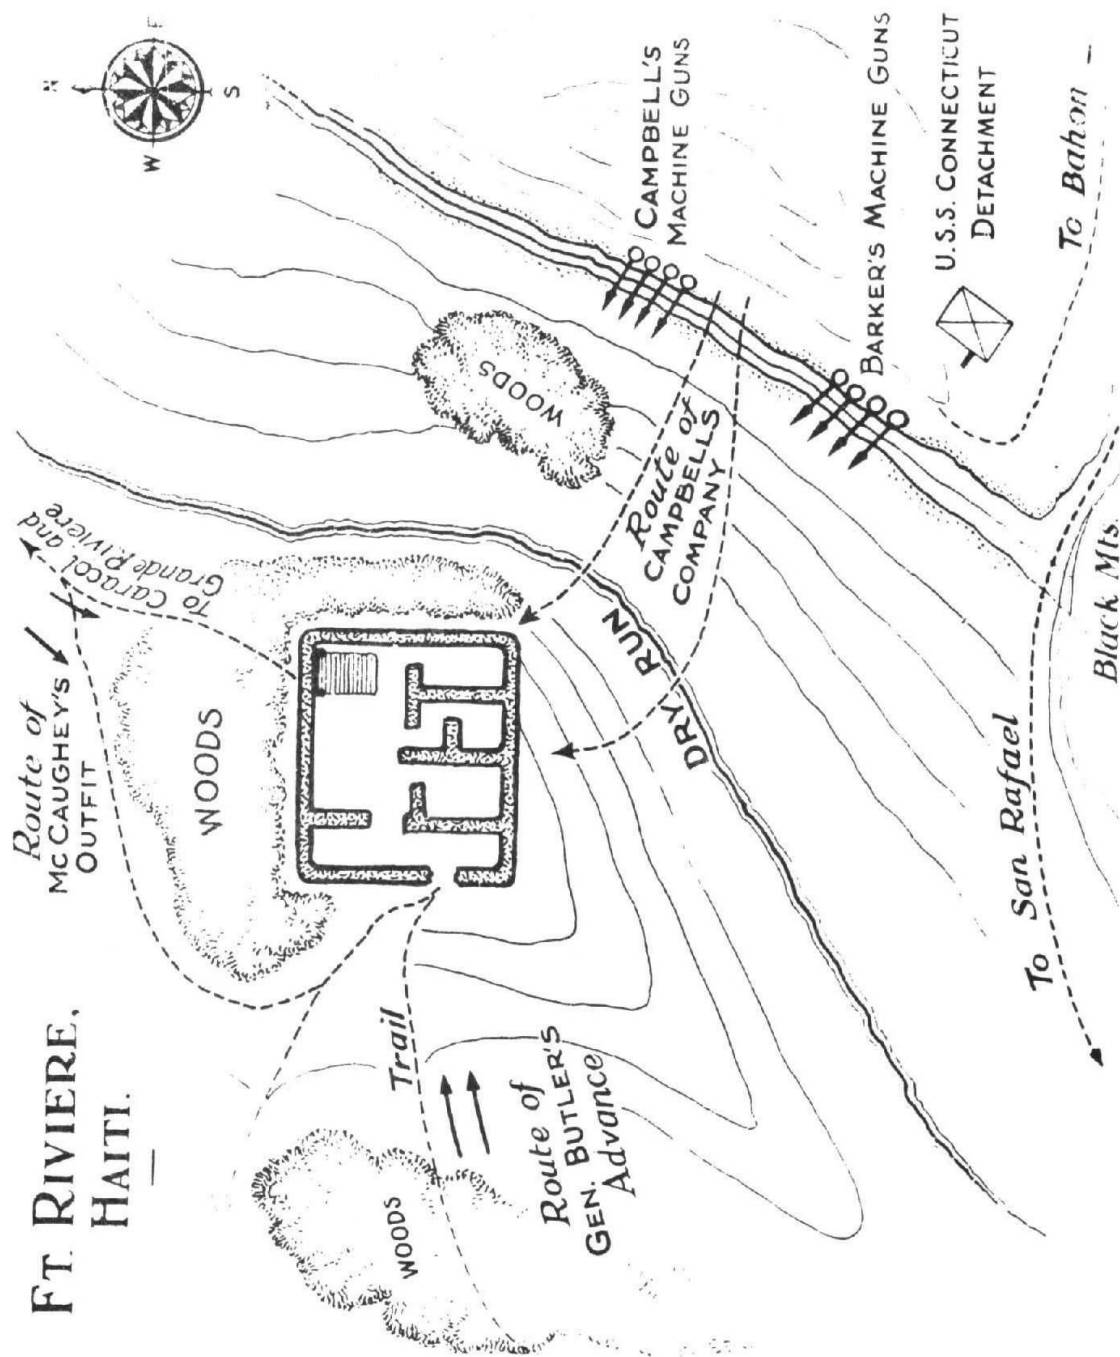 FT. RIVIERE,
HAITI.
Route of
MCCAUGHEY'S
OUTFIT
To Caracol and
Grande Riviere
N
E
S
W
WOODS
WOODS
WOODS
Trail
Route of
GEN. BUTLER'S
Advance
Route of
CAMPBELLS
COMPANY
DRY RUN
CAMPBELL'S
MACHINE GUNS
BARKER'S MACHINE GUNS
U.S.S. CONNECTICUT
DETACHMENT
To Bahon
To San Rafael
Black Mts